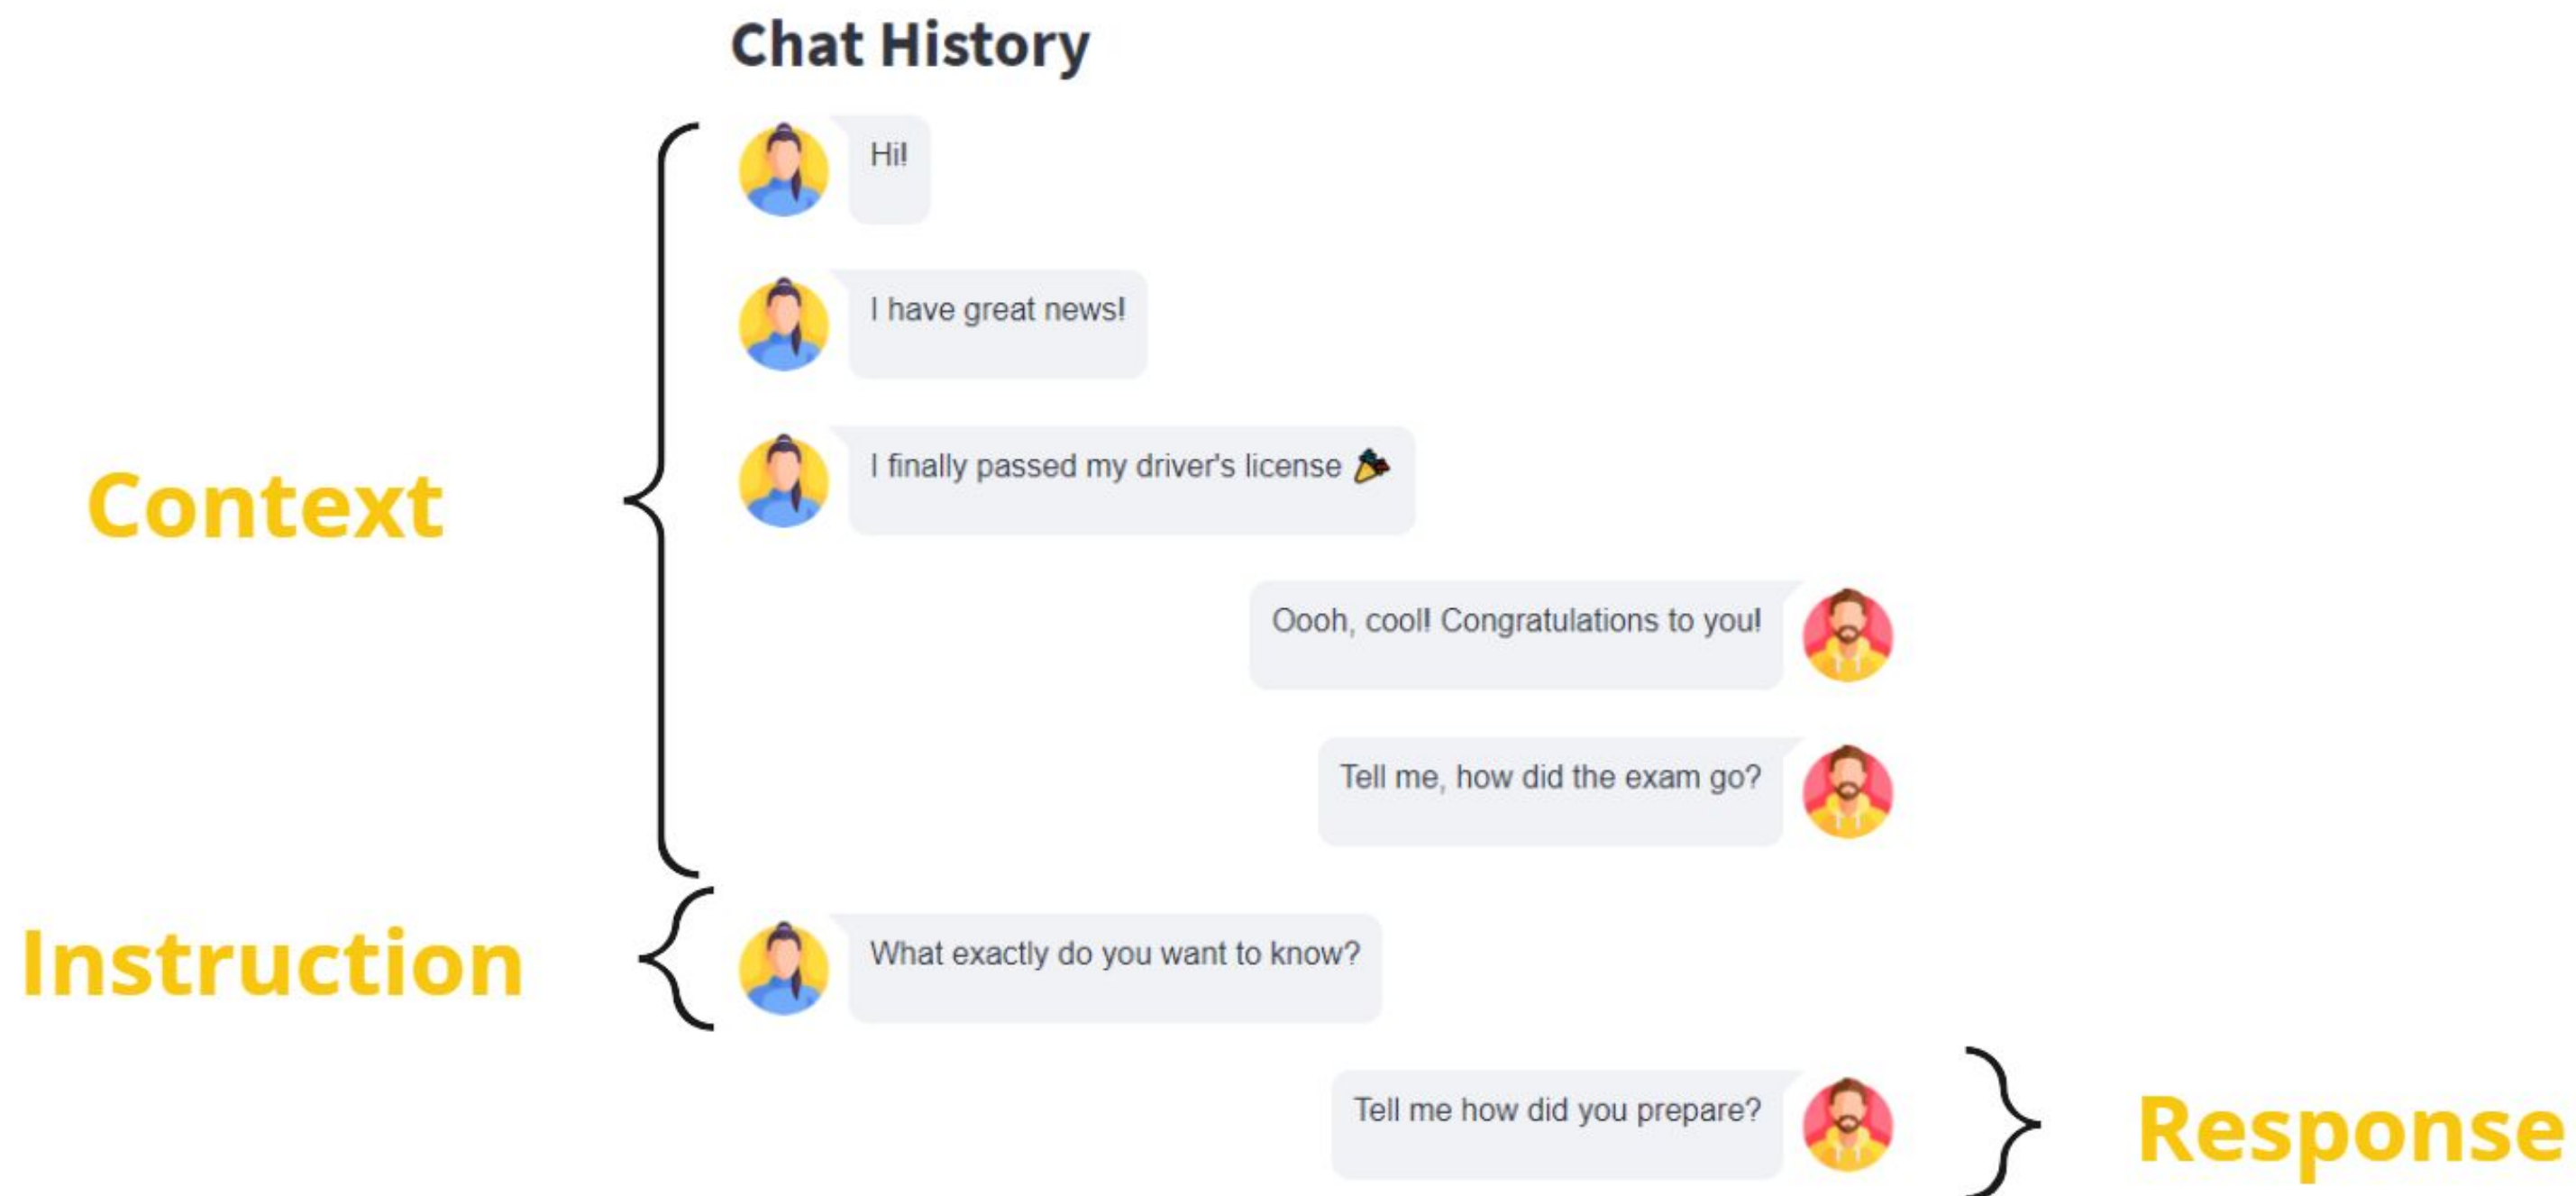 Chat History
Hi!
I have great news!
I finally passed my driver's license 🎉
Context
Oooh, cool! Congratulations to you!
Tell me, how did the exam go?
Instruction
What exactly do you want to know?
Tell me how did you prepare?
Response